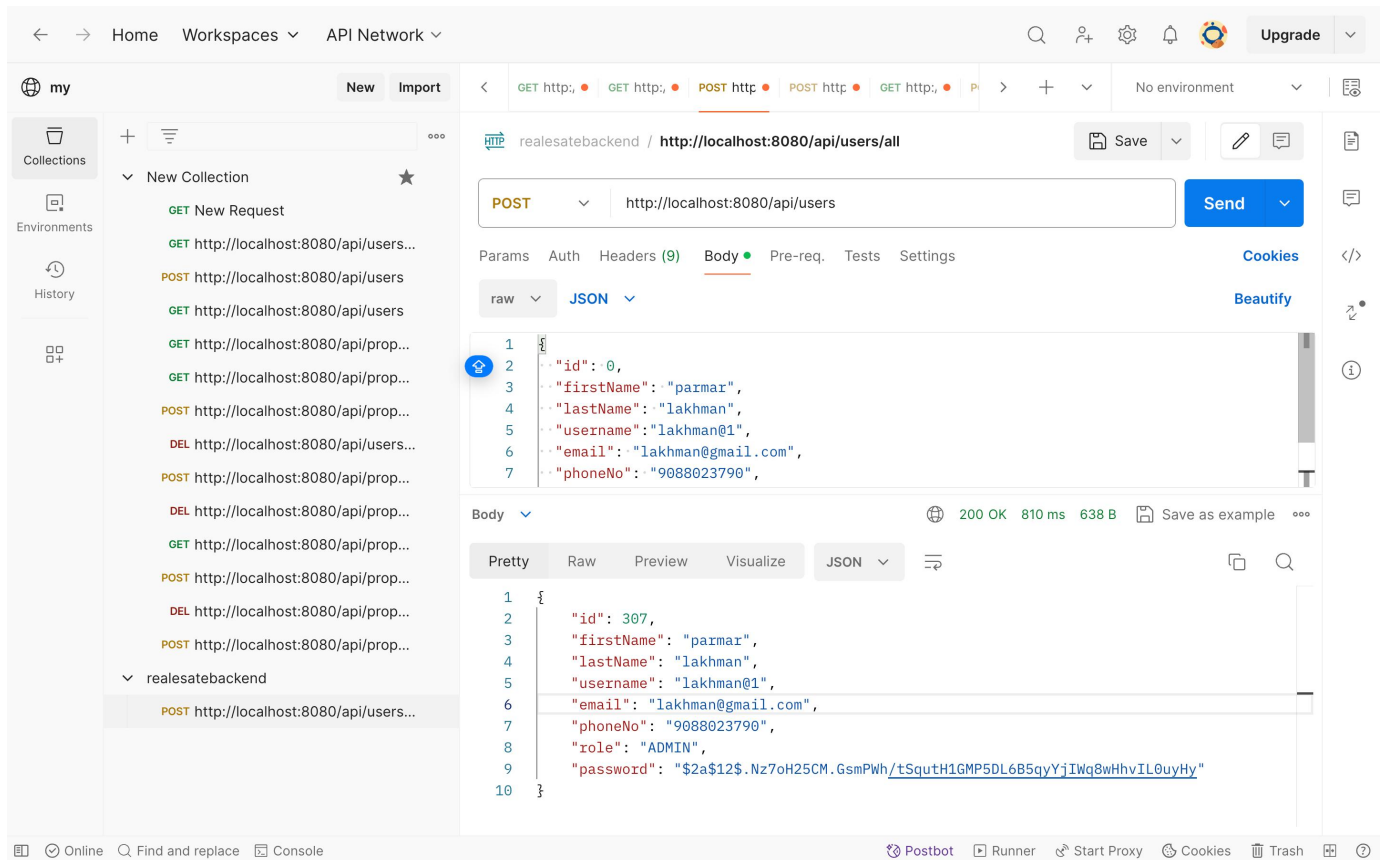 Home Workspaces API Network Upgrade
my New Import
GET http:, GET http:, POST http POST http GET http:, No environment
Collections
Environments
History
New Collection
GET New Request
GET http://localhost:8080/api/users...
POST http://localhost:8080/api/users
GET http://localhost:8080/api/users
GET http://localhost:8080/api/prop...
GET http://localhost:8080/api/prop...
POST http://localhost:8080/api/prop...
DEL http://localhost:8080/api/users...
POST http://localhost:8080/api/prop...
DEL http://localhost:8080/api/prop...
GET http://localhost:8080/api/prop...
POST http://localhost:8080/api/prop...
DEL http://localhost:8080/api/prop...
POST http://localhost:8080/api/prop...
realesatebackend
POST http://localhost:8080/api/users...
HTTP realesatebackend / http://localhost:8080/api/users/all Save
POST http://localhost:8080/api/users Send
Params Auth Headers (9) Body Pre-req. Tests Settings Cookies
raw JSON Beautify
1 {
2 "id": 0,
3 "firstName": "parmar",
4 "lastName": "lakhman",
5 "username":"lakhman@1",
6 "email": "lakhman@gmail.com",
7 "phoneNo": "9088023790",
Body 200 OK 810 ms 638 B Save as example
Pretty Raw Preview Visualize JSON
1 {
2 "id": 307,
3 "firstName": "parmar",
4 "lastName": "lakhman",
5 "username": "lakhman@1",
6 "email": "lakhman@gmail.com",
7 "phoneNo": "9088023790",
8 "role": "ADMIN",
9 "password": "$2a$12$.Nz7oH25CM.GsmPWh/tSqutH1GMP5DL6B5qyYjIWq8wHhvIL0uyHy"
10 }
Online Find and replace Console Postbot Runner Start Proxy Cookies Trash